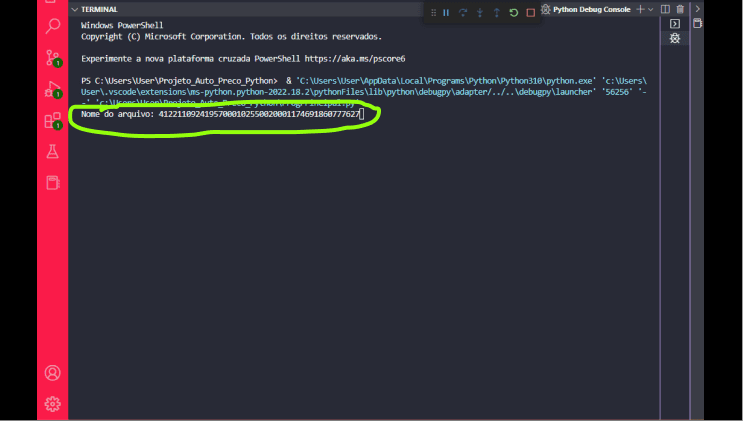 TERMINAL
Python Debug Console
Windows PowerShell
Copyright (C) Microsoft Corporation. Todos os direitos reservados.
Experimente a nova plataforma cruzada PowerShell https://aka.ms/pscore6
PS C:\Users\User\Projeto_Auto_Preco_Python>  & 'C:\Users\User\AppData\Local\Programs\Python\Python310\python.exe' 'c:\Users\
User\.vscode\extensions\ms-python.python-2022.18.2\pythonFiles\lib\python\debugpy\adapter/../..\debugpy\launcher' '56256' '-
-' 'c:\Users\User\Projeto_Auto_Preco_Python\
Nome do arquivo: 41221109241957000102550020001174691860777627
1
1
1